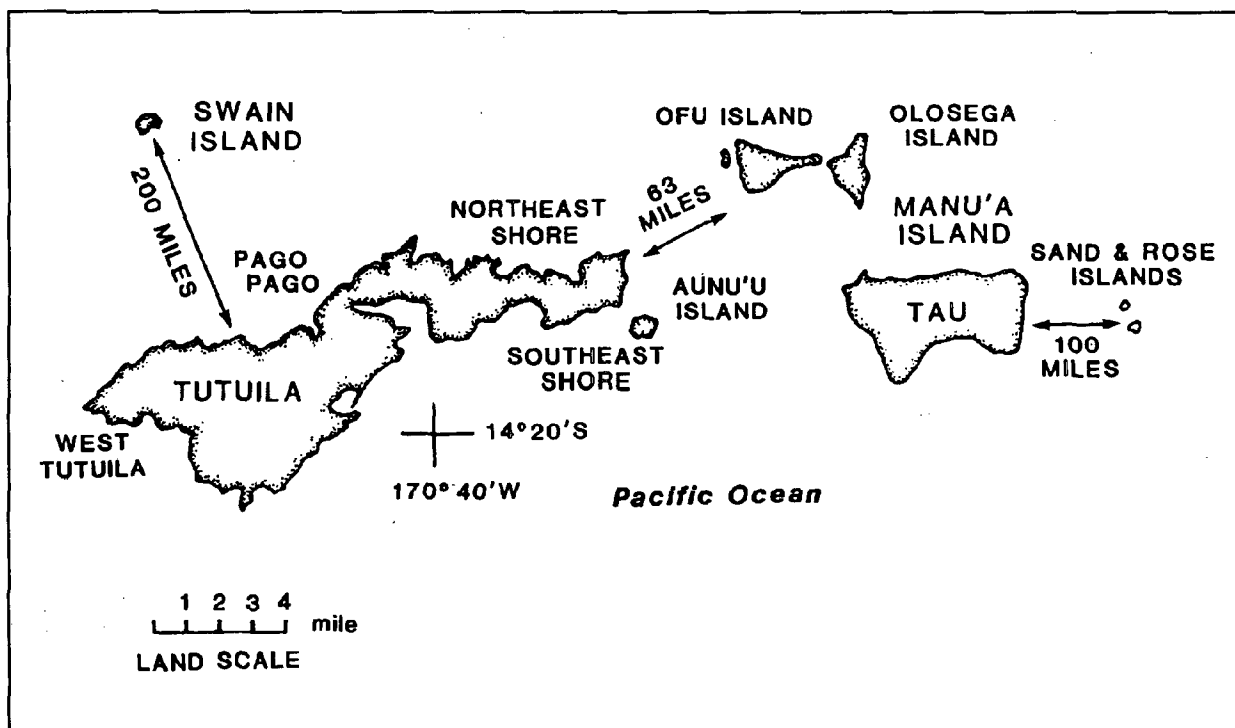 SWAIN
ISLAND
200 MILES
OFU ISLAND
OLOSEGA
ISLAND
63
MILES
NORTHEAST
SHORE
MANU'A
ISLAND
PAGO
PAGO
SAND & ROSE
ISLANDS
AUNU'U
ISLAND
TAU
100
MILES
SOUTHEAST
SHORE
TUTUILA
WEST
TUTUILA
14°20'S
170°40'W
Pacific Ocean
1 2 3 4
mile
LAND SCALE